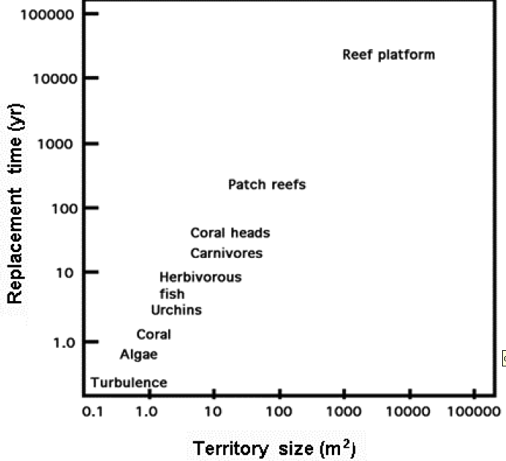 100000
10000
1000
100
10
1.0
Replacement time (yr)
Reef platform
Patch reefs
Coral heads
Carnivores
Herbivorous
fish
Urchins
Coral
Algae
Turbulence
0.1 1.0 10 100 1000 10000 100000
Territory size (m²)